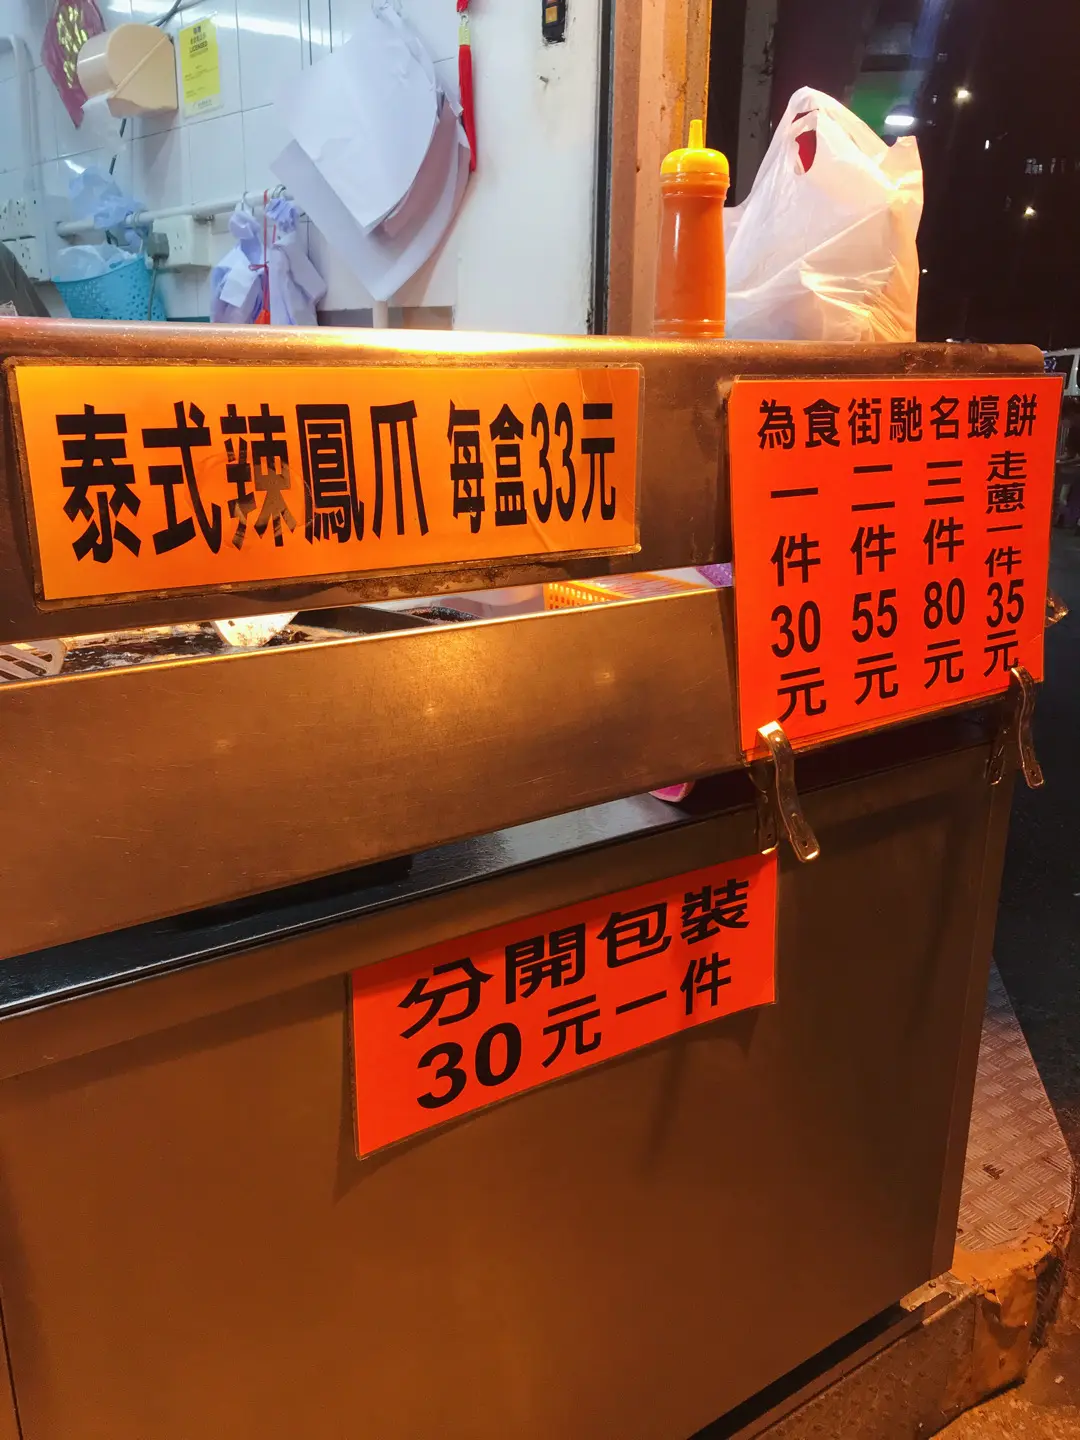 LICENSED
泰式辣鳳爪 每盒33元
為食街馳名蠔餅
一件30元
二件55元
三件80元
走蔥一件35元
分開包裝
30元一件